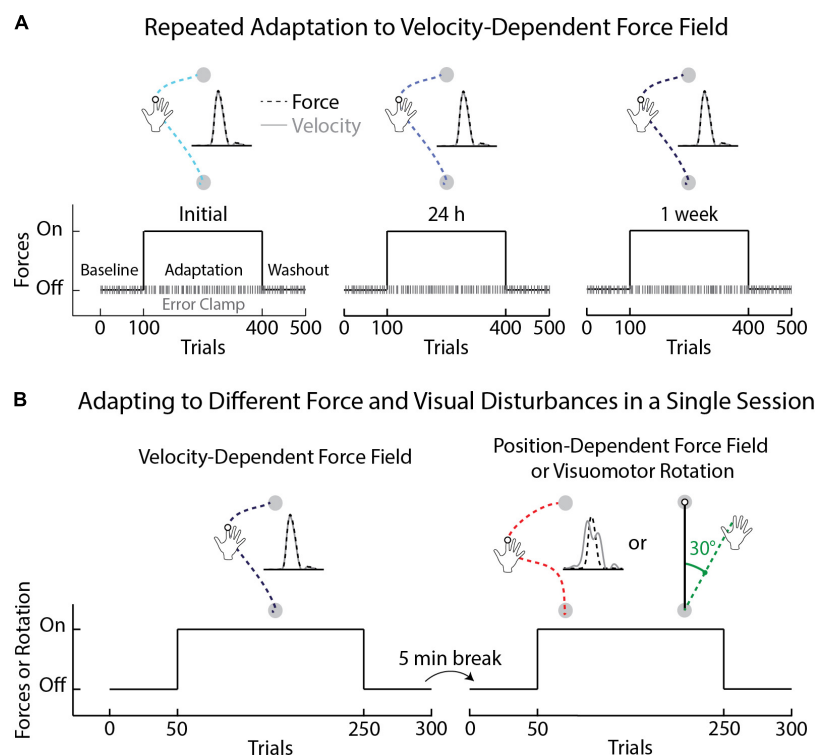 A
Repeated Adaptation to Velocity-Dependent Force Field
Force
Velocity
Initial
24 h
1 week
Forces
On
Off
Baseline
Adaptation
Washout
Error Clamp
0 100 400 500
0 100 400 500
0 100 400 500
Trials
Trials
Trials
B
Adapting to Different Force and Visual Disturbances in a Single Session
Velocity-Dependent Force Field
Position-Dependent Force Field
or Visuomotor Rotation
or
30°
Forces or Rotation
On
Off
5 min break
0 50 250 300
0 50 250 300
Trials
Trials